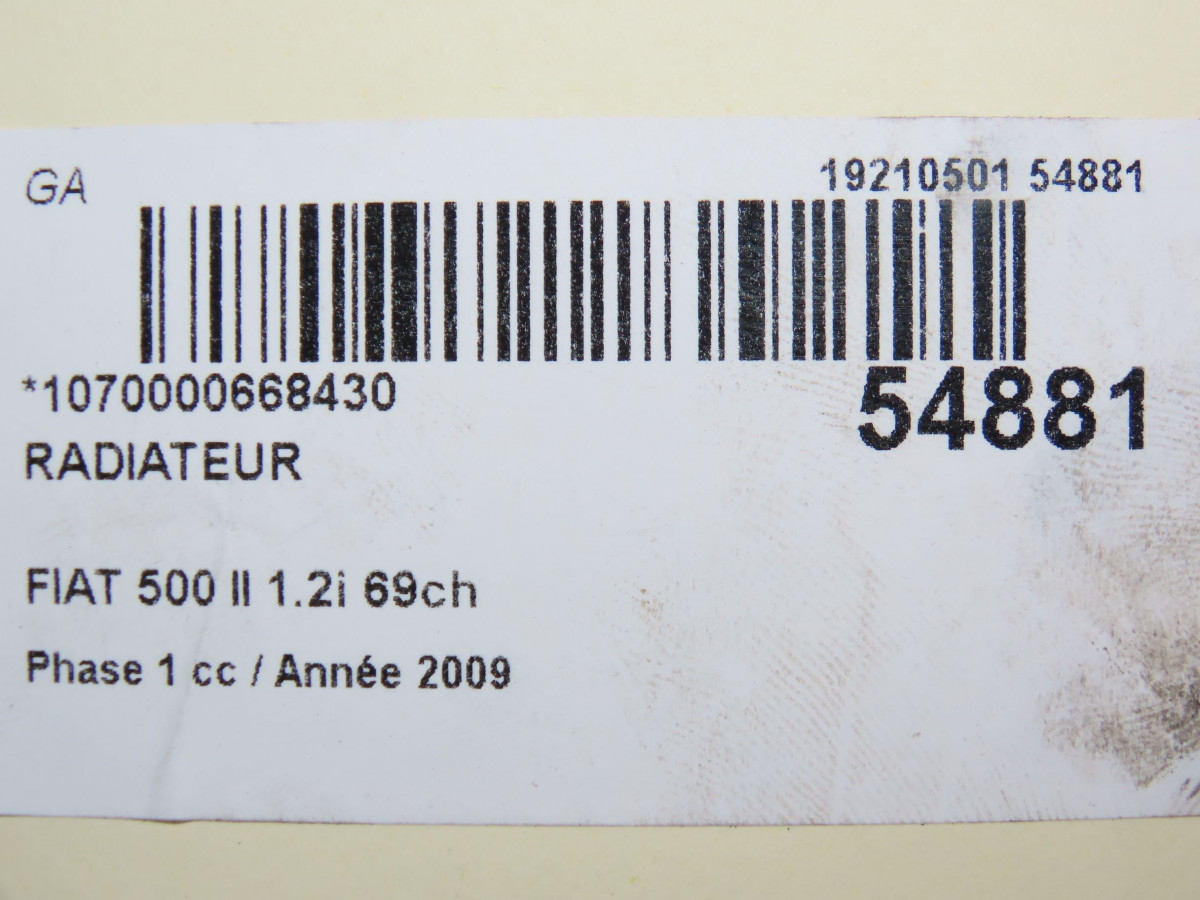 GA
19210501 54881
*1070000668430
54881
RADIATEUR
FIAT 500 II 1.2i 69ch
Phase 1 cc / Année 2009